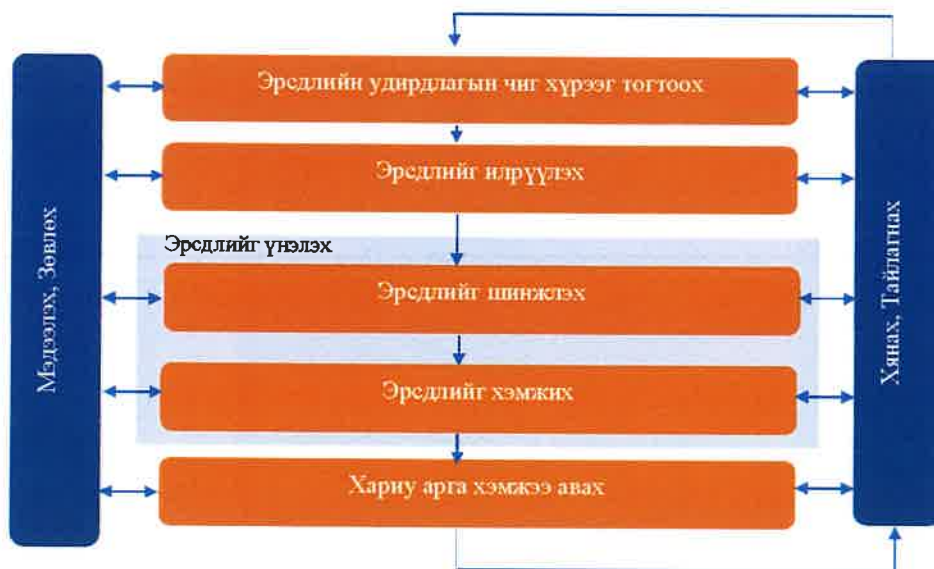 Эрсдлийн удирдлагын чиг хүрээг тогтоох
Эрсдлийг илрүүлэх
Эрсдлийг үнэлэх
Эрсдлийг шинжлэх
Эрсдлийг хэмжих
Хариу арга хэмжээ авах
Мэдээлэх, Зөвлөх
Хянах, Тайлагнах